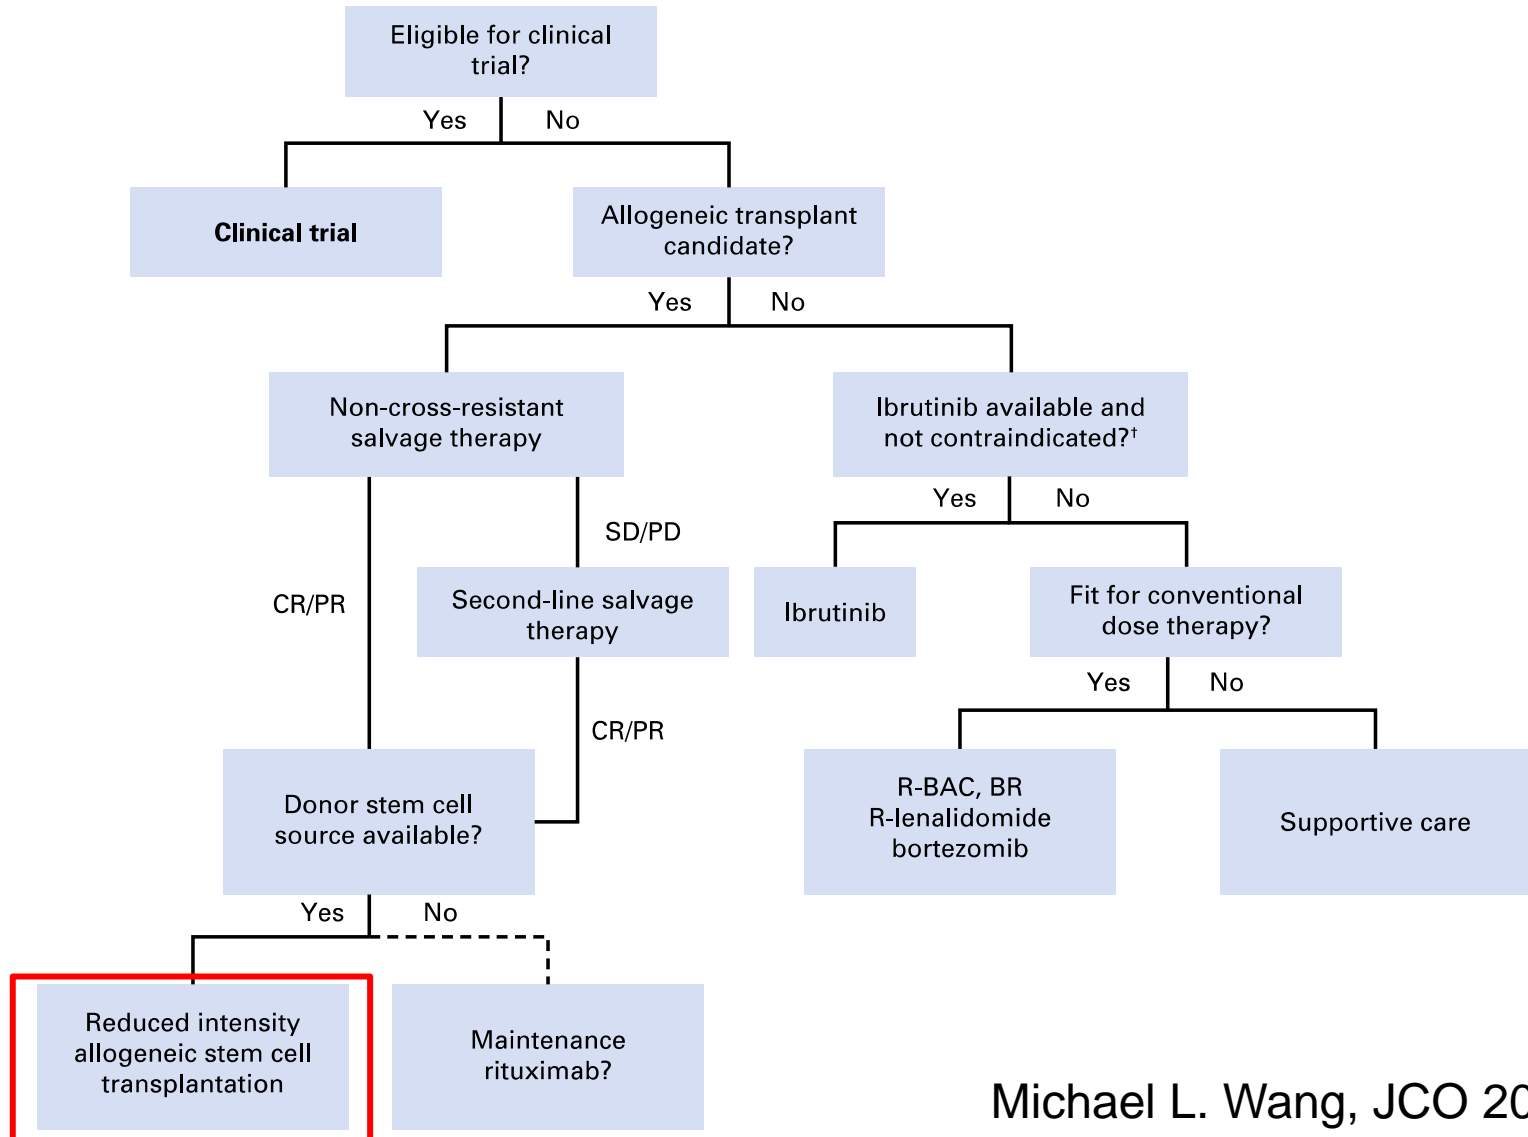 Eligible for clinical
trial?
Yes
No
Clinical trial
Allogeneic transplant
candidate?
Yes
No
Non-cross-resistant
salvage therapy
Ibrutinib available and
not contraindicated?†
Yes
No
SD/PD
CR/PR
Second-line salvage
therapy
Ibrutinib
Fit for conventional
dose therapy?
Yes
No
CR/PR
Donor stem cell
source available?
R-BAC, BR
R-lenalidomide
bortezomib
Supportive care
Yes
No
Reduced intensity
allogeneic stem cell
transplantation
Maintenance
rituximab?
Michael L. Wang, JCO 20